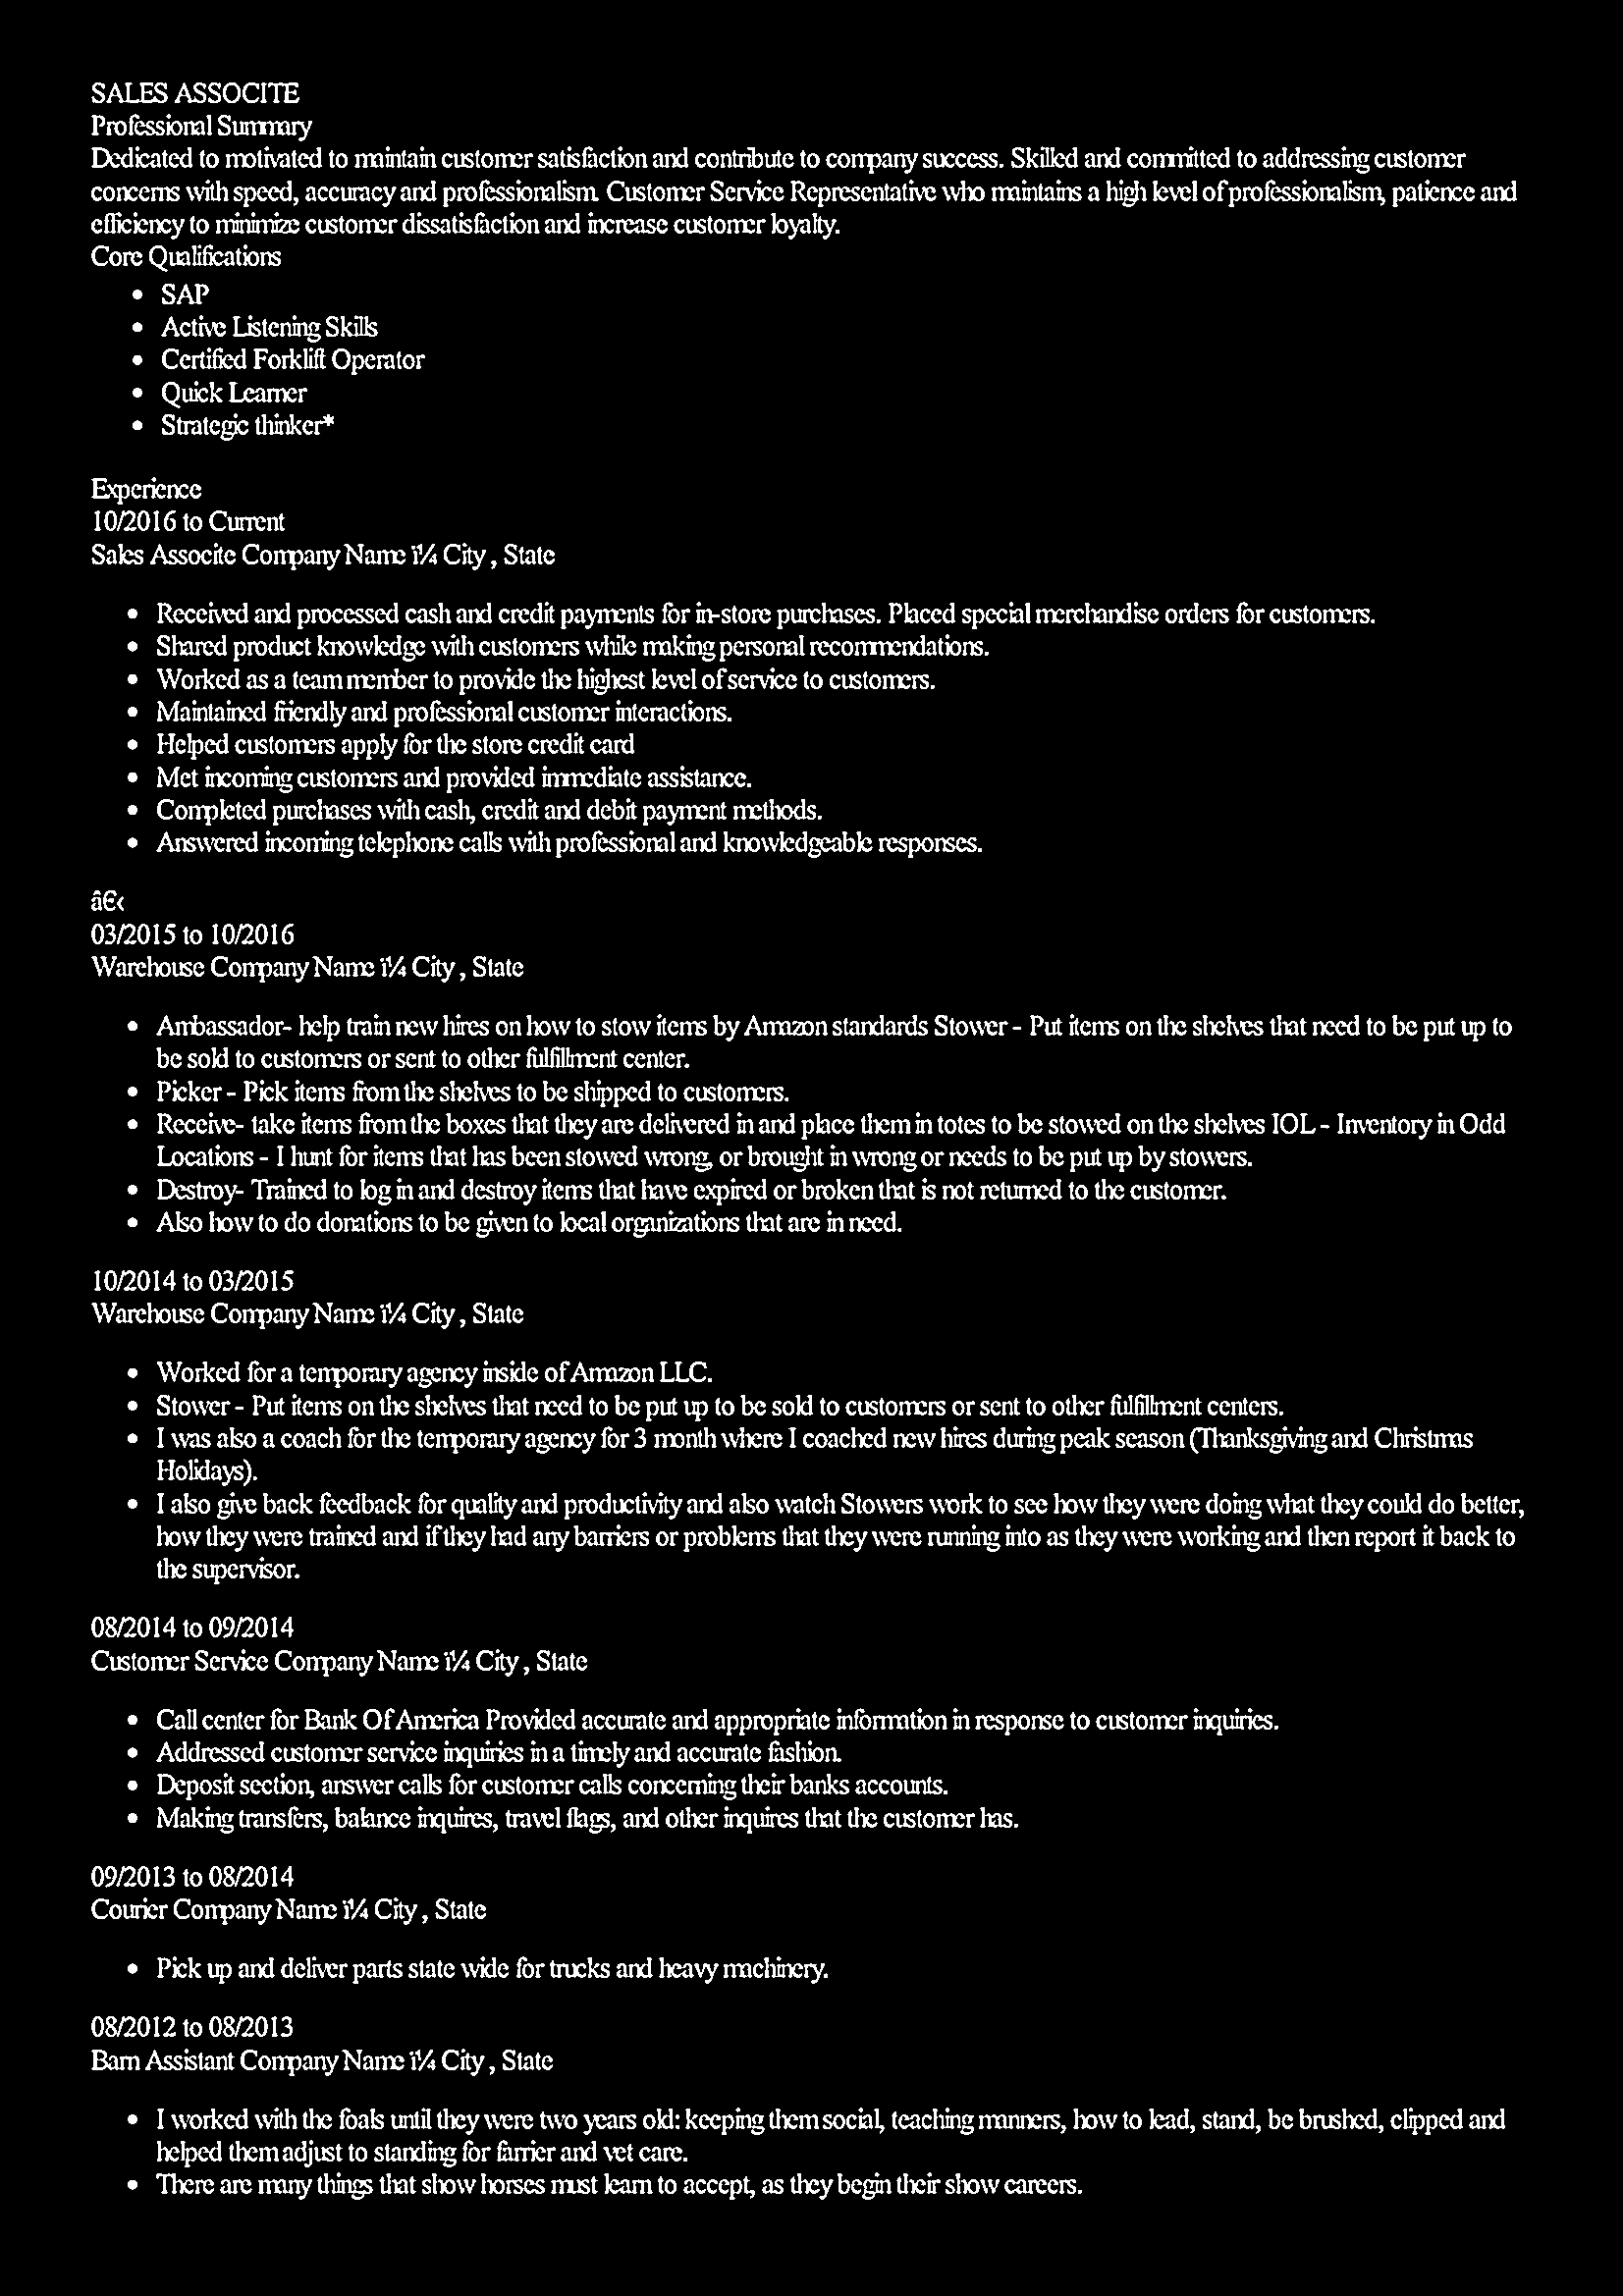 SALES ASSOCITE
Professional Summary
Dedicated to motivated to maintain customer satisfaction and contribute to company success. Skilled and committed to addressing customer
concerns with speed, accuracy and professionalism. Customer Service Representative who maintains a high level of professionalism, patience and
efficiency to minimize customer dissatisfaction and increase customer loyalty.
Core Qualifications
• SAP
• Active Listening Skills
• Certified Forklift Operator
• Quick Learner
• Strategic thinker*
Experience
10/2016 to Current
Sales Associte Company Name ï¼ City , State
• Received and processed cash and credit payments for in-store purchases. Placed special merchandise orders for customers.
• Shared product knowledge with customers while making personal recommendations.
• Worked as a team member to provide the highest level of service to customers.
• Maintained friendly and professional customer interactions.
• Helped customers apply for the store credit card
• Met incoming customers and provided immediate assistance.
• Completed purchases with cash, credit and debit payment methods.
• Answered incoming telephone calls with professional and knowledgeable responses.
â€‹
03/2015 to 10/2016
Warehouse Company Name ï¼ City , State
• Ambassador- help train new hires on how to stow items by Amazon standards Stower - Put items on the shelves that need to be put up to
be sold to customers or sent to other fulfillment center.
• Picker - Pick items from the shelves to be shipped to customers.
• Receive- take items from the boxes that they are delivered in and place them in totes to be stowed on the shelves IOL - Inventory in Odd
Locations - I hunt for items that has been stowed wrong, or brought in wrong or needs to be put up by stowers.
• Destroy- Trained to log in and destroy items that have expired or broken that is not returned to the customer.
• Also how to do donations to be given to local organizations that are in need.
10/2014 to 03/2015
Warehouse Company Name ï¼ City , State
• Worked for a temporary agency inside of Amazon LLC.
• Stower - Put items on the shelves that need to be put up to be sold to customers or sent to other fulfillment centers.
• I was also a coach for the temporary agency for 3 month where I coached new hires during peak season (Thanksgiving and Christmas
Holidays).
• I also give back feedback for quality and productivity and also watch Stowers work to see how they were doing what they could do better,
how they were trained and if they had any barriers or problems that they were running into as they were working and then report it back to
the supervisor.
08/2014 to 09/2014
Customer Service Company Name ï¼ City , State
• Call center for Bank Of America Provided accurate and appropriate information in response to customer inquiries.
• Addressed customer service inquiries in a timely and accurate fashion.
• Deposit section, answer calls for customer calls concerning their banks accounts.
• Making transfers, balance inquires, travel flags, and other inquires that the customer has.
09/2013 to 08/2014
Courier Company Name ï¼ City , State
• Pick up and deliver parts state wide for trucks and heavy machinery.
08/2012 to 08/2013
Barn Assistant Company Name ï¼ City , State
• I worked with the foals until they were two years old: keeping them social, teaching manners, how to lead, stand, be brushed, clipped and
helped them adjust to standing for farrier and vet care.
• There are many things that show horses must learn to accept, as they begin their show careers.